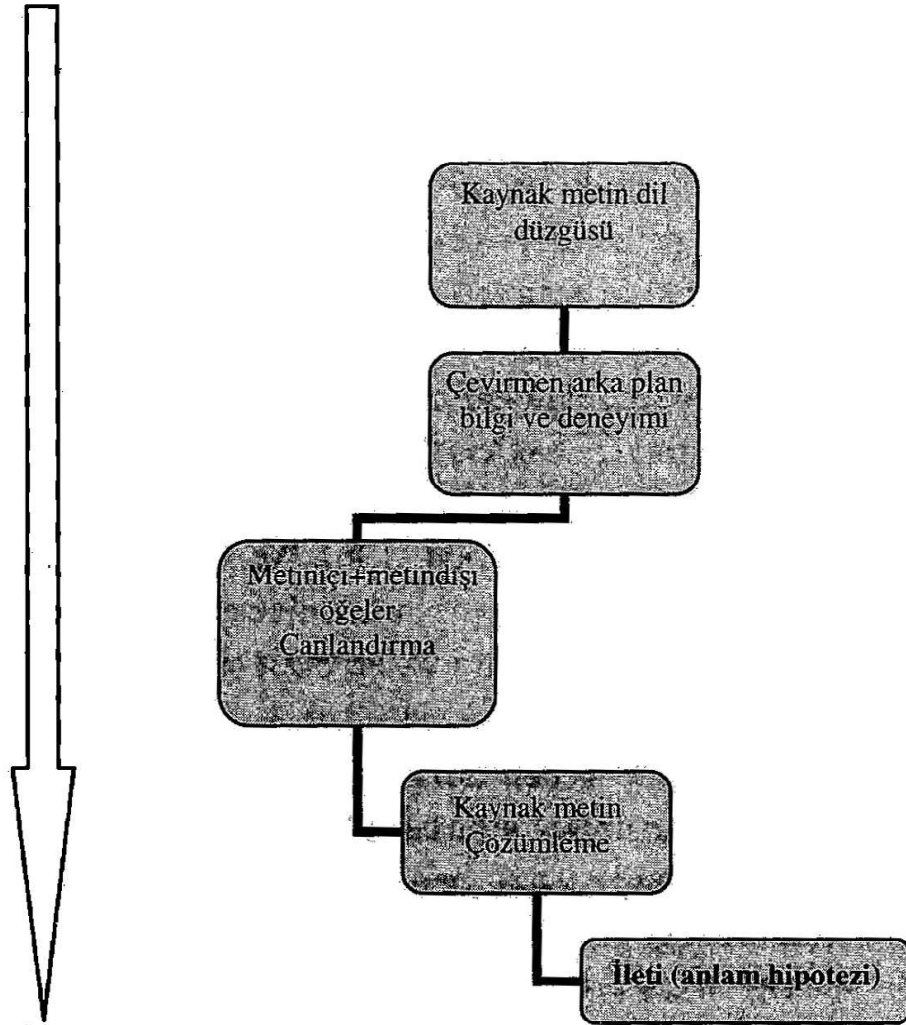 Kaynak metin dil
düzgüsü
Çevirmen arka plan
bilgi ve deneyimi
Metiniçi+metindışı
öğeler
Canlandırma
Kaynak metin
Çözümleme
İleti (anlam hipotezi)